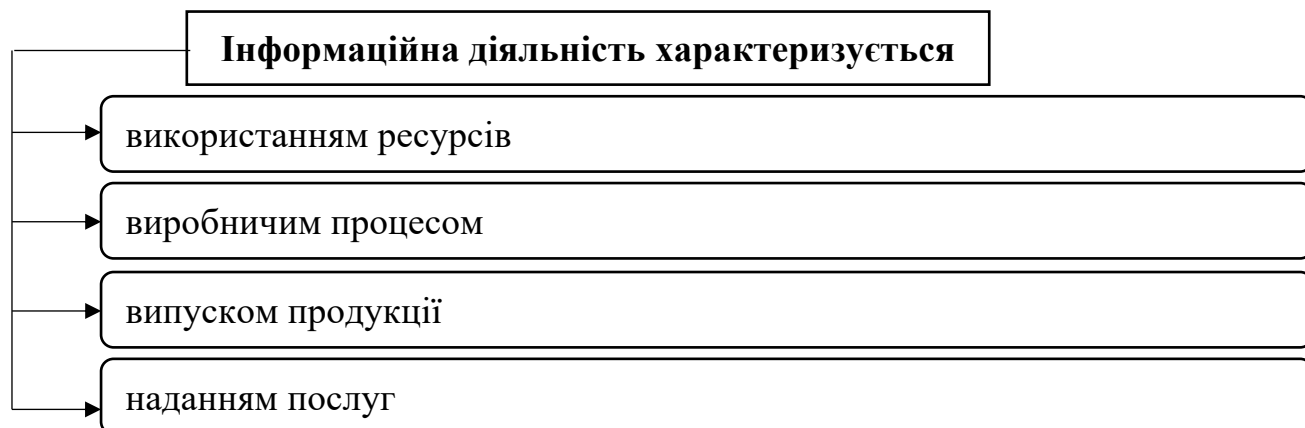 Інформаційна діяльність характеризується
використанням ресурсів
виробничим процесом
випуском продукції
наданням послуг